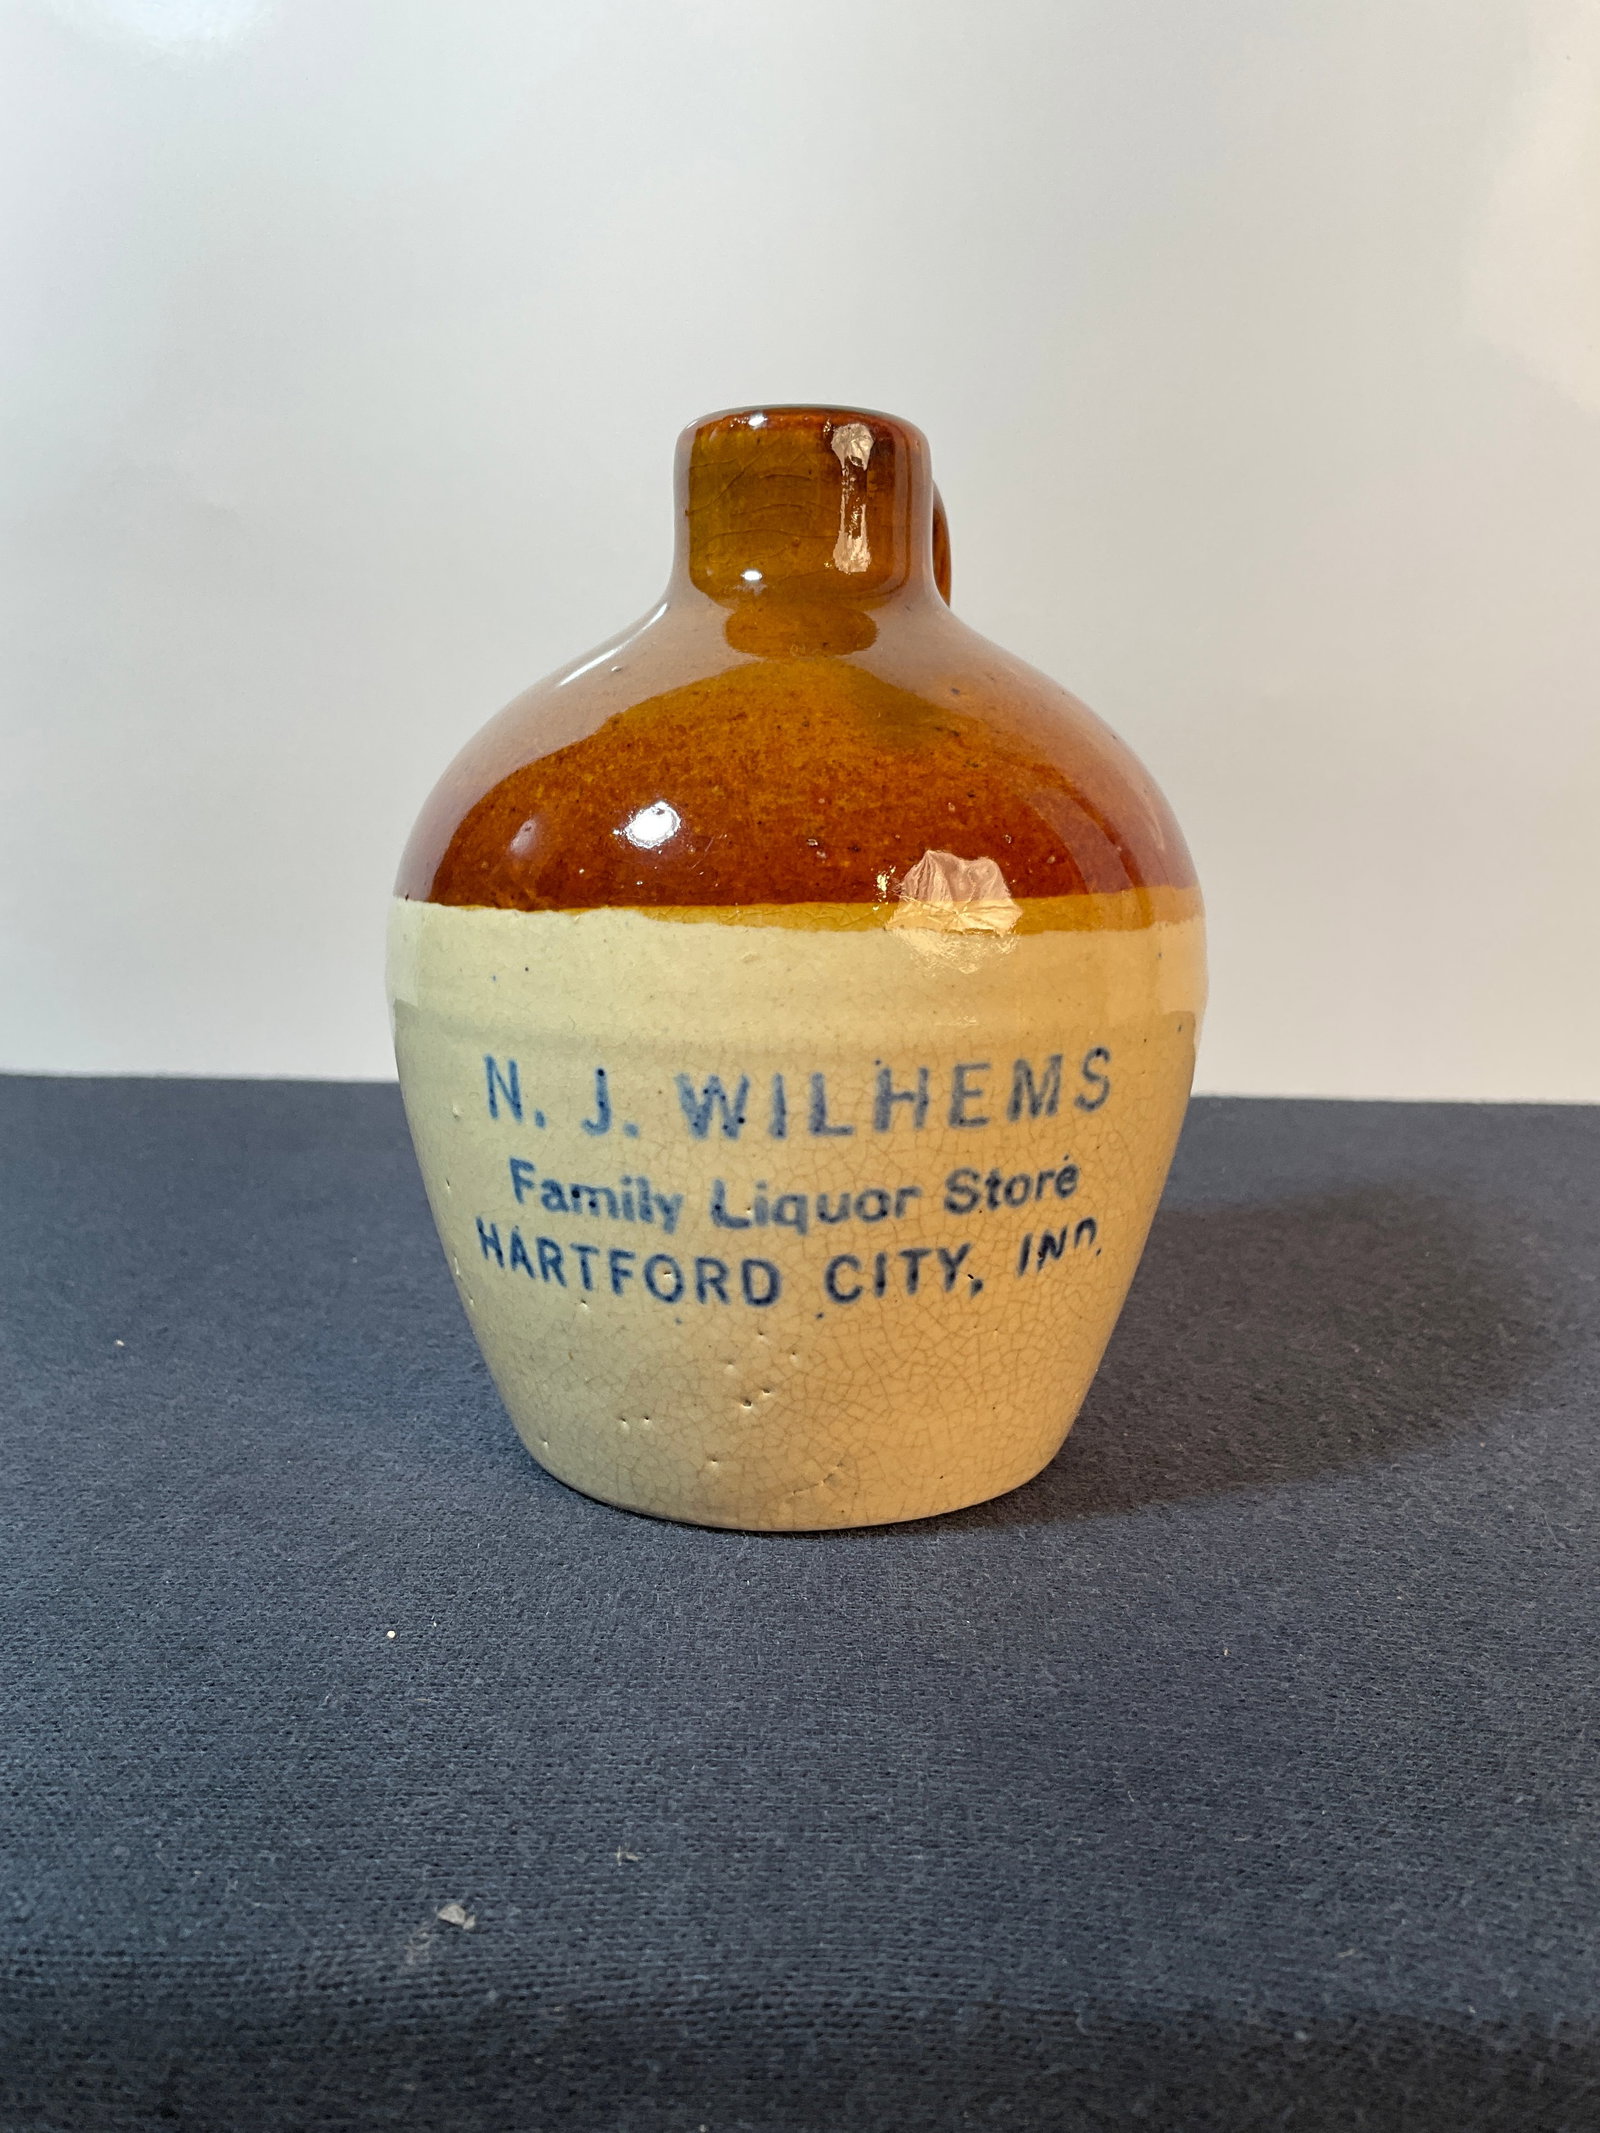 N. J. WILHEMS
Family Liquor Store
HARTFORD CITY, IND.